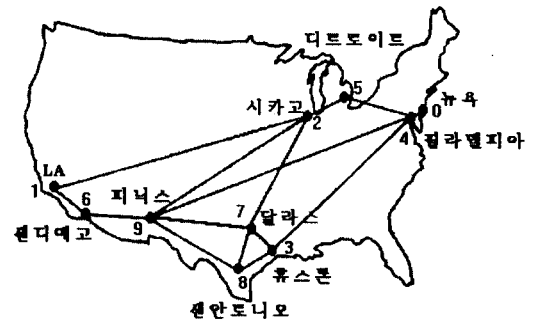 디트로이트
5
시카고
2
뉴욕
0
4
필라델피아
LA
1
6
피닉스
9
샌디에고
7
달라스
3
휴스톤
8
샌안토니오